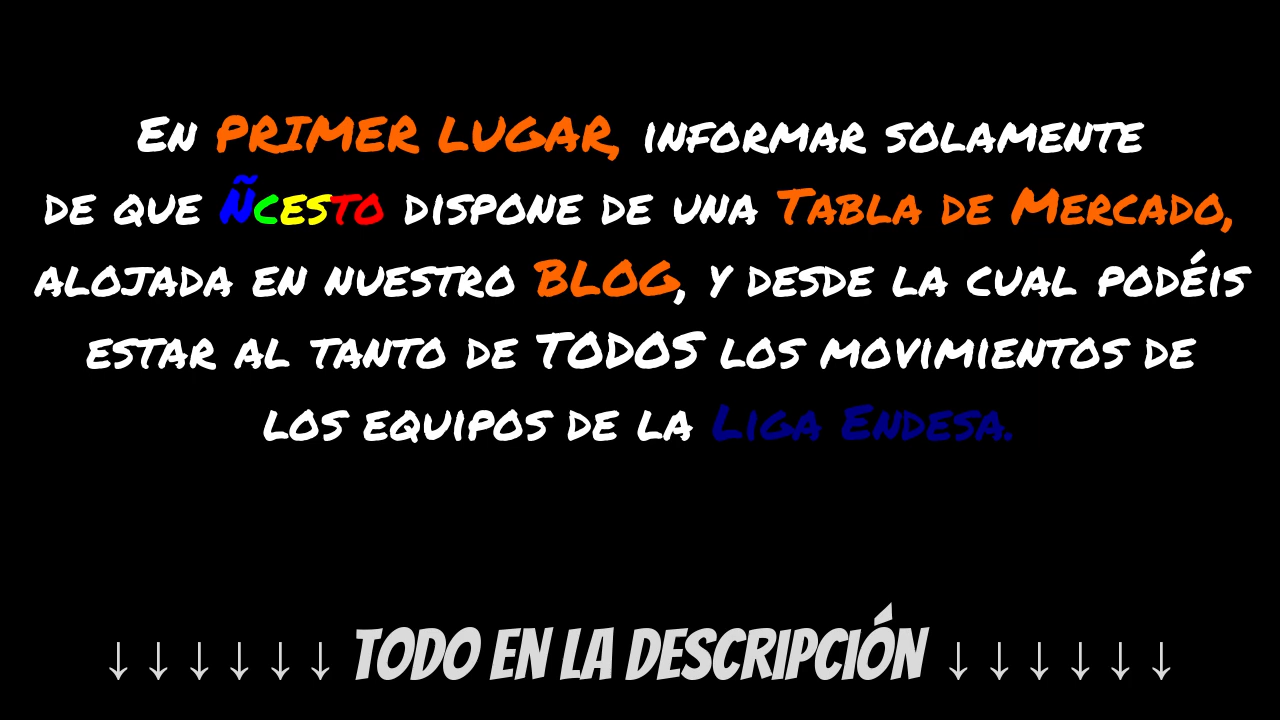 En PRIMER LUGAR, informar solamente
de que Ñcesto dispone de una Tabla de Mercado,
alojada en nuestro BLOG, y desde la cual podéis
estar al tanto de TODOS los movimientos de
los equipos de la Liga Endesa.
↓ ↓ ↓ ↓ ↓ ↓ TODO EN LA DESCRIPCIÓN ↓ ↓ ↓ ↓ ↓ ↓